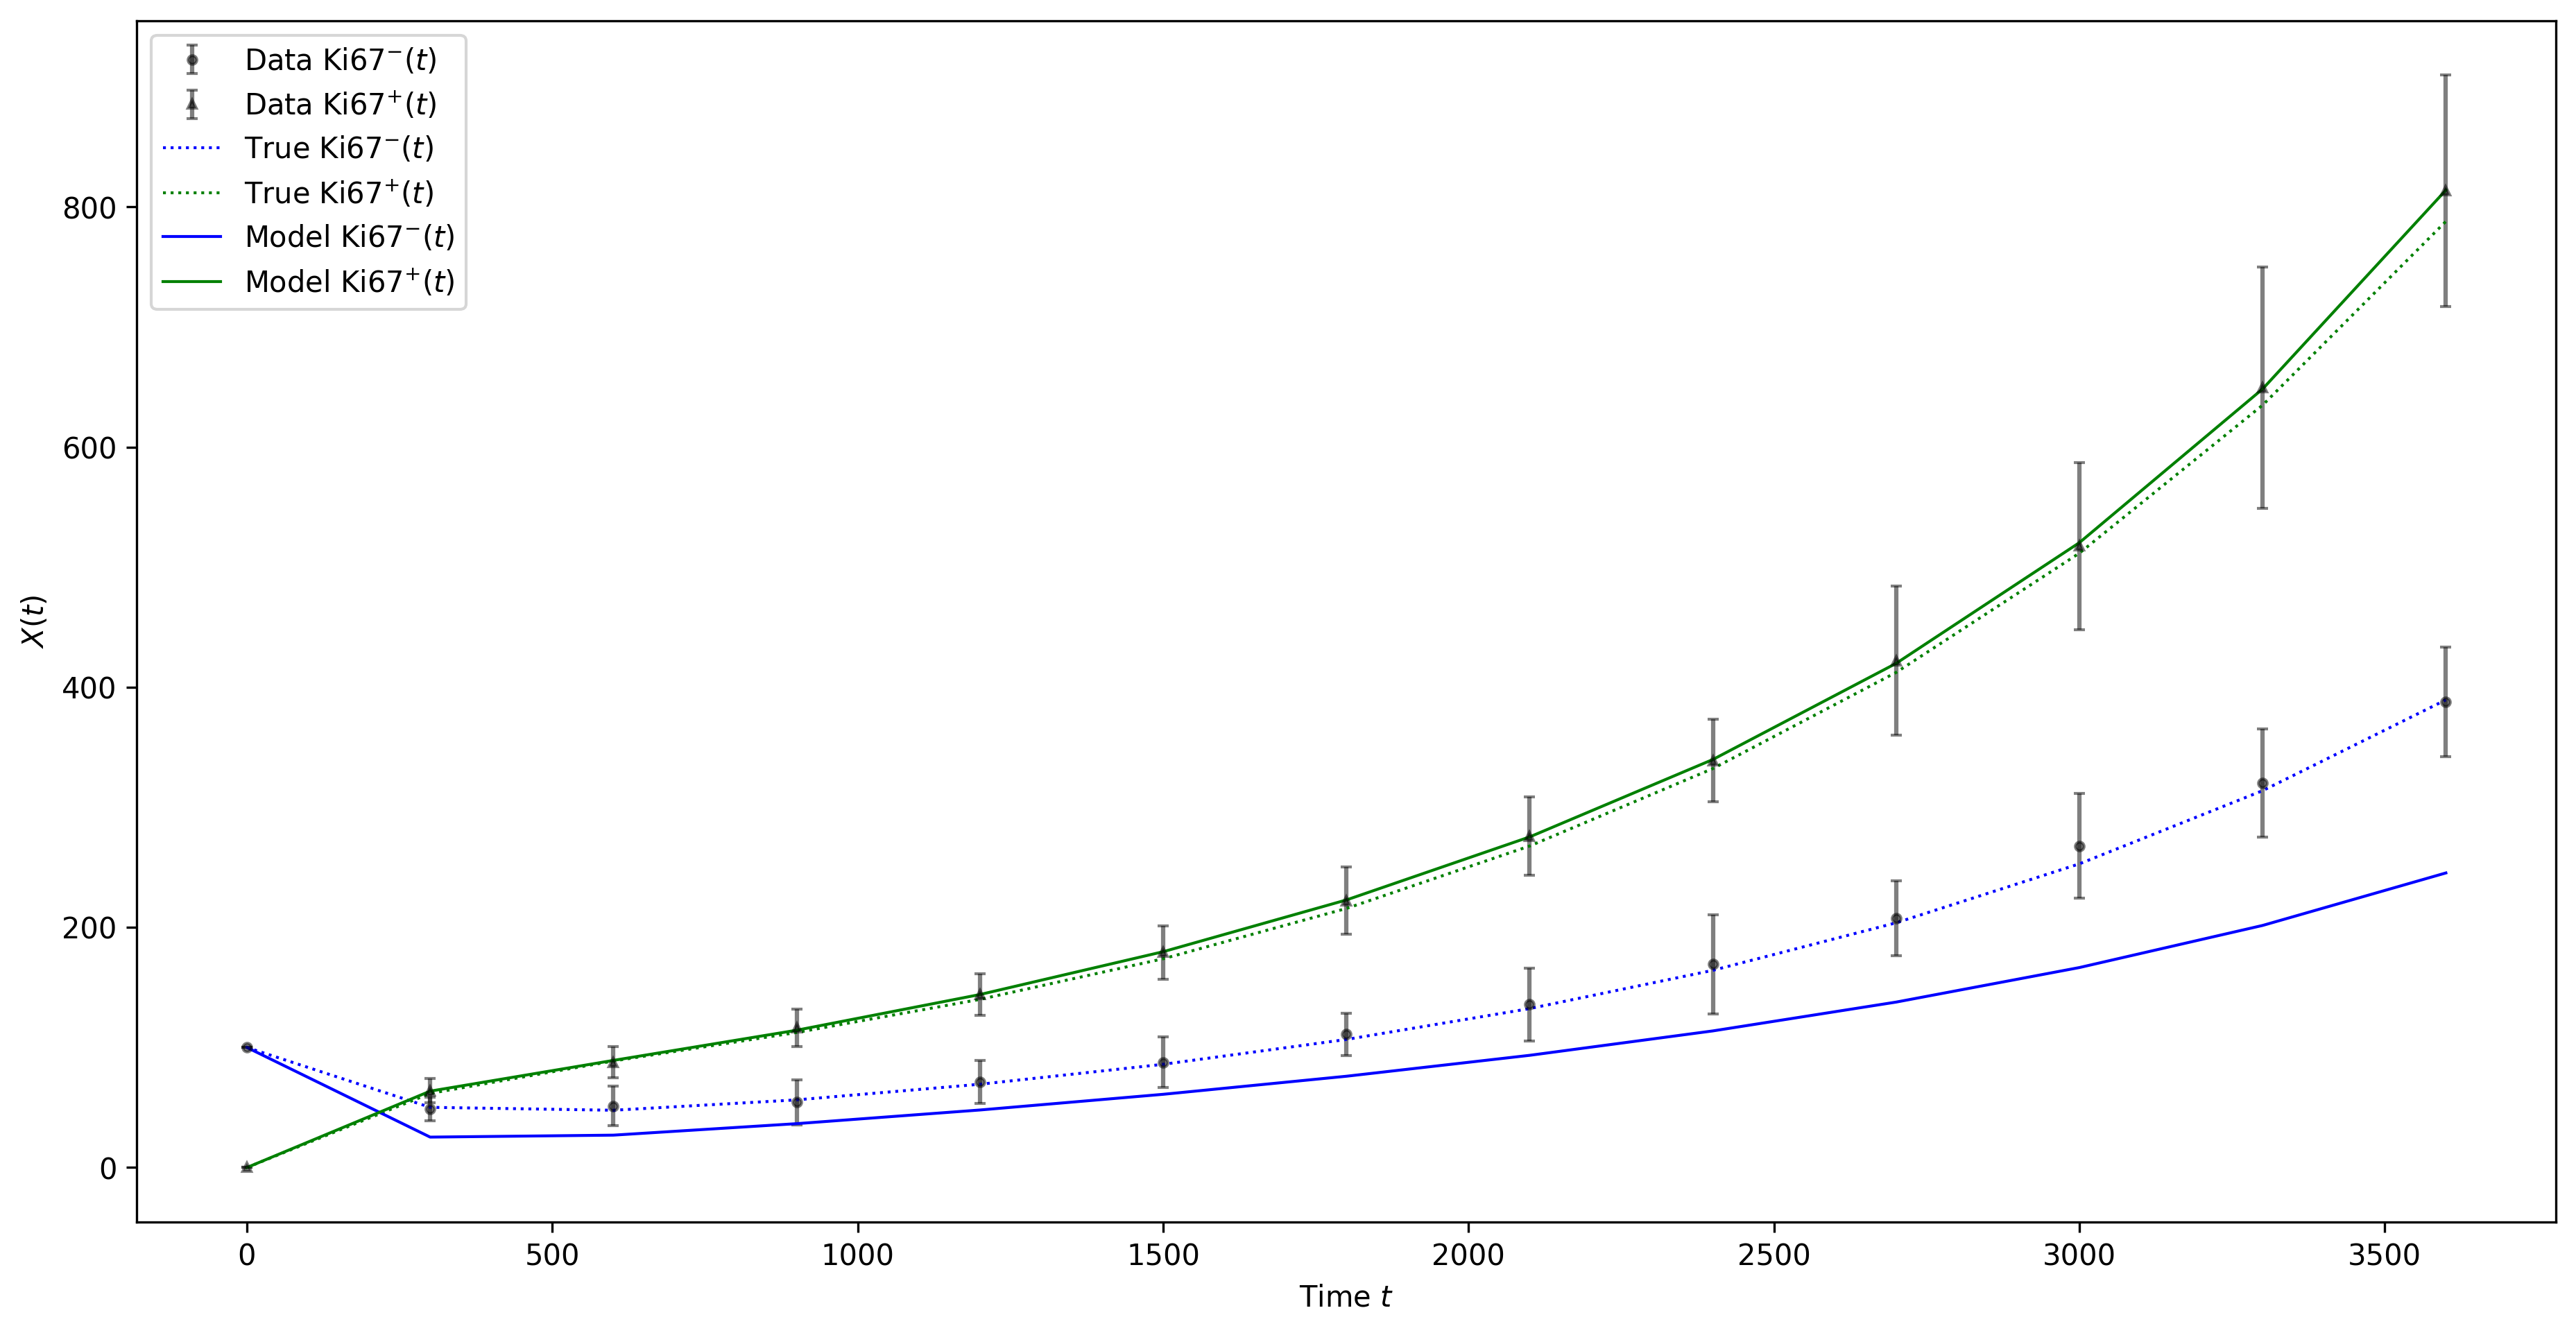 Data Ki67⁻(t)
Data Ki67⁺(t)
True Ki67⁻(t)
True Ki67⁺(t)
Model Ki67⁻(t)
Model Ki67⁺(t)
800
600
400
200
0
X(t)
0 500 1000 1500 2000 2500 3000 3500
Time t